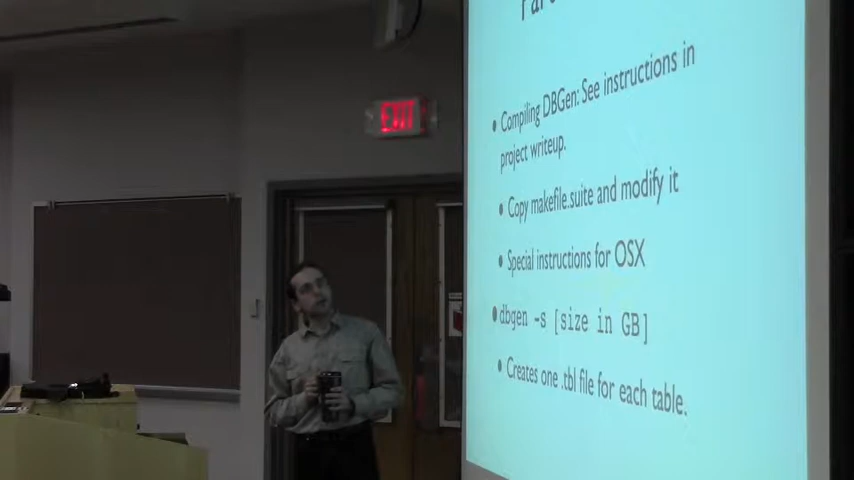 EXIT
• Compiling DBGen: See instructions in
project writeup.
• Copy makefile.suite and modify it
• Special instructions for OSX
• dbgen -s [size in GB]
• Creates one .tbl file for each table.